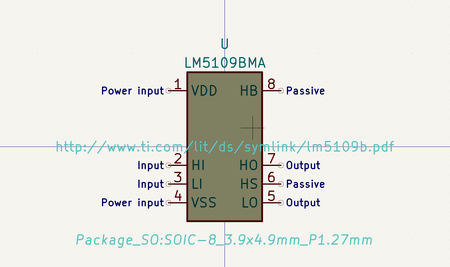 U
LM5109BMA
Power input 1 VDD HB 8 Passive
http://www.ti.com/lit/ds/symlink/lm5109b.pdf
Input 2 HI HO 7 Output
Input 3 LI HS 6 Passive
Power input 4 VSS LO 5 Output
Package_SO:SOIC-8_3.9x4.9mm_P1.27mm